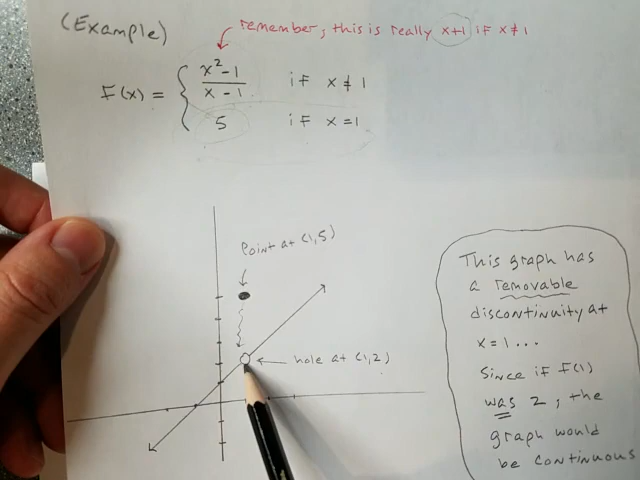 (Example)
remember, this is really x+1 if x≠1
F(x) = { x²-1 / x-1 if x≠1
5 if x=1
Point at (1,5)
hole at (1,2)
This graph has
a removable
discontinuity at
x=1...
Since if F(1)
was 2, the
graph would
be continuous